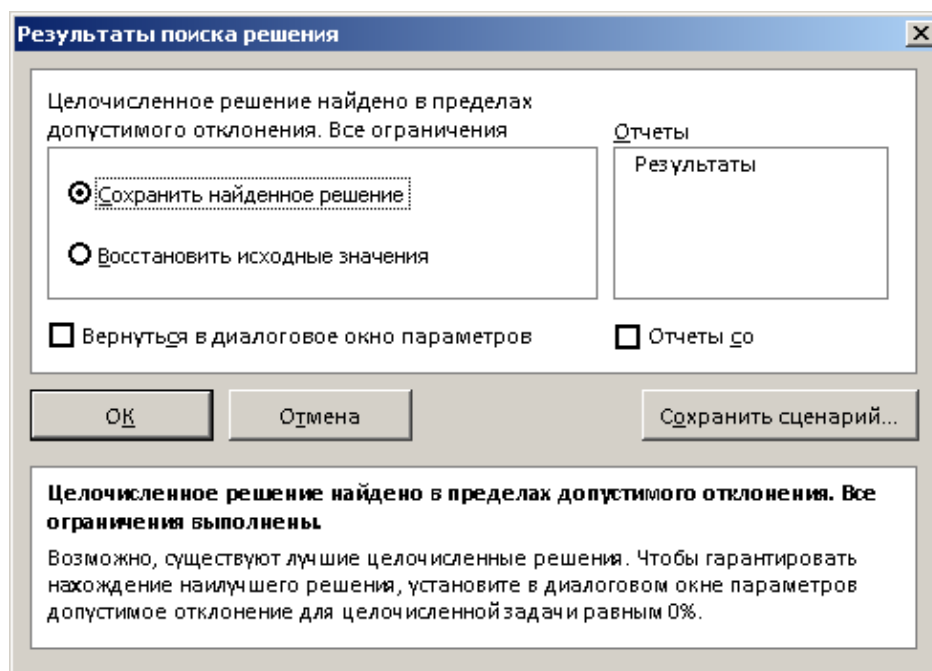 Результаты поиска решения
Целочисленное решение найдено в пределах
допустимого отклонения. Все ограничения
Отчеты
Результаты
Сохранить найденное решение
Восстановить исходные значения
Вернуться в диалоговое окно параметров
Отчеты со
ОК
Отмена
Сохранить сценарий...
Целочисленное решение найдено в пределах допустимого отклонения. Все
ограничения выполнены.
Возможно, существуют лучшие целочисленные решения. Чтобы гарантировать
нахождение наилучшего решения, установите в диалоговом окне параметров
допустимое отклонение для целочисленной задачи равным 0%.